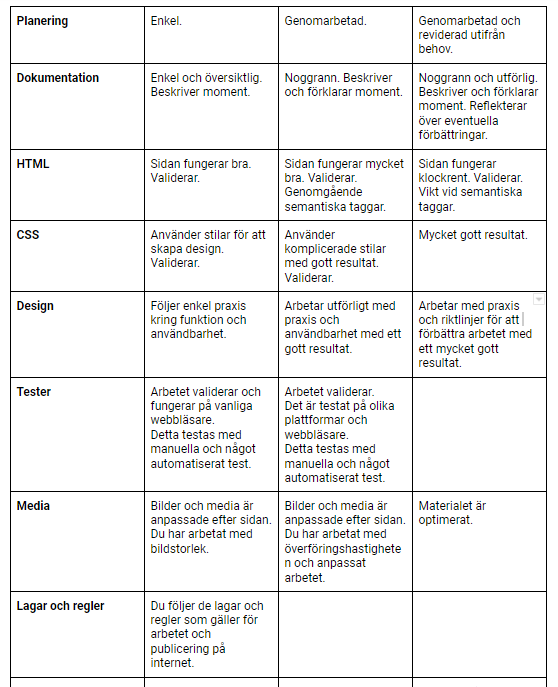 Planering
Enkel.
Genomarbetad.
Genomarbetad och
reviderad utifrån
behov.
Dokumentation
Enkel och översiktlig.
Beskriver moment.
Noggrann. Beskriver
och förklarar moment.
Noggrann och utförlig.
Beskriver och förklarar
moment. Reflekterar
över eventuella
förbättringar.
HTML
Sidan fungerar bra.
Validerar.
Sidan fungerar mycket
bra. Validerar.
Genomgående
semantiska taggar.
Sidan fungerar
klockrent. Validerar.
Vikt vid semantiska
taggar.
CSS
Använder stilar för att
skapa design.
Validerar.
Använder
komplicerade stilar
med gott resultat.
Validerar.
Mycket gott resultat.
Design
Följer enkel praxis
kring funktion och
användbarhet.
Arbetar utförligt med
praxis och
användbarhet med ett
gott resultat.
Arbetar med praxis
och riktlinjer för att
förbättra arbetet med
ett mycket gott
resultat.
Tester
Arbetet validerar och
fungerar på vanliga
webbläsare.
Detta testas med
manuella och något
automatiserat test.
Arbetet validerar.
Det är testat på olika
plattformar och
webbläsare.
Detta testas med
manuella och något
automatiserat test.
Media
Bilder och media är
anpassade efter sidan.
Du har arbetat med
bildstorlek.
Bilder och media är
anpassade efter sidan.
Du har arbetat med
överföringshastighete
n och anpassat
arbetet.
Materialet är
optimerat.
Lagar och regler
Du följer de lagar och
regler som gäller för
arbetet och
publicering på
internet.